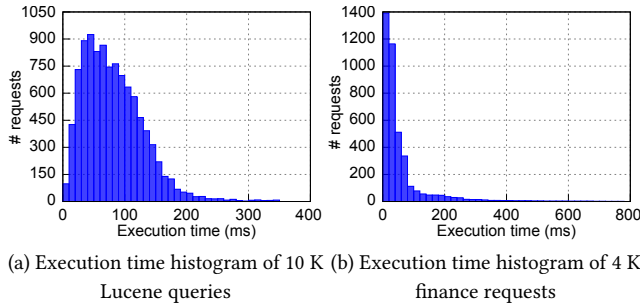 1050
900
750
600
450
300
150
0
# requests
0 100 200 300 400
Execution time (ms)
1400
1200
1000
800
600
400
200
0
# requests
0 200 400 600 800
Execution time (ms)
(a) Execution time histogram of 10 K
Lucene queries
(b) Execution time histogram of 4 K
finance requests